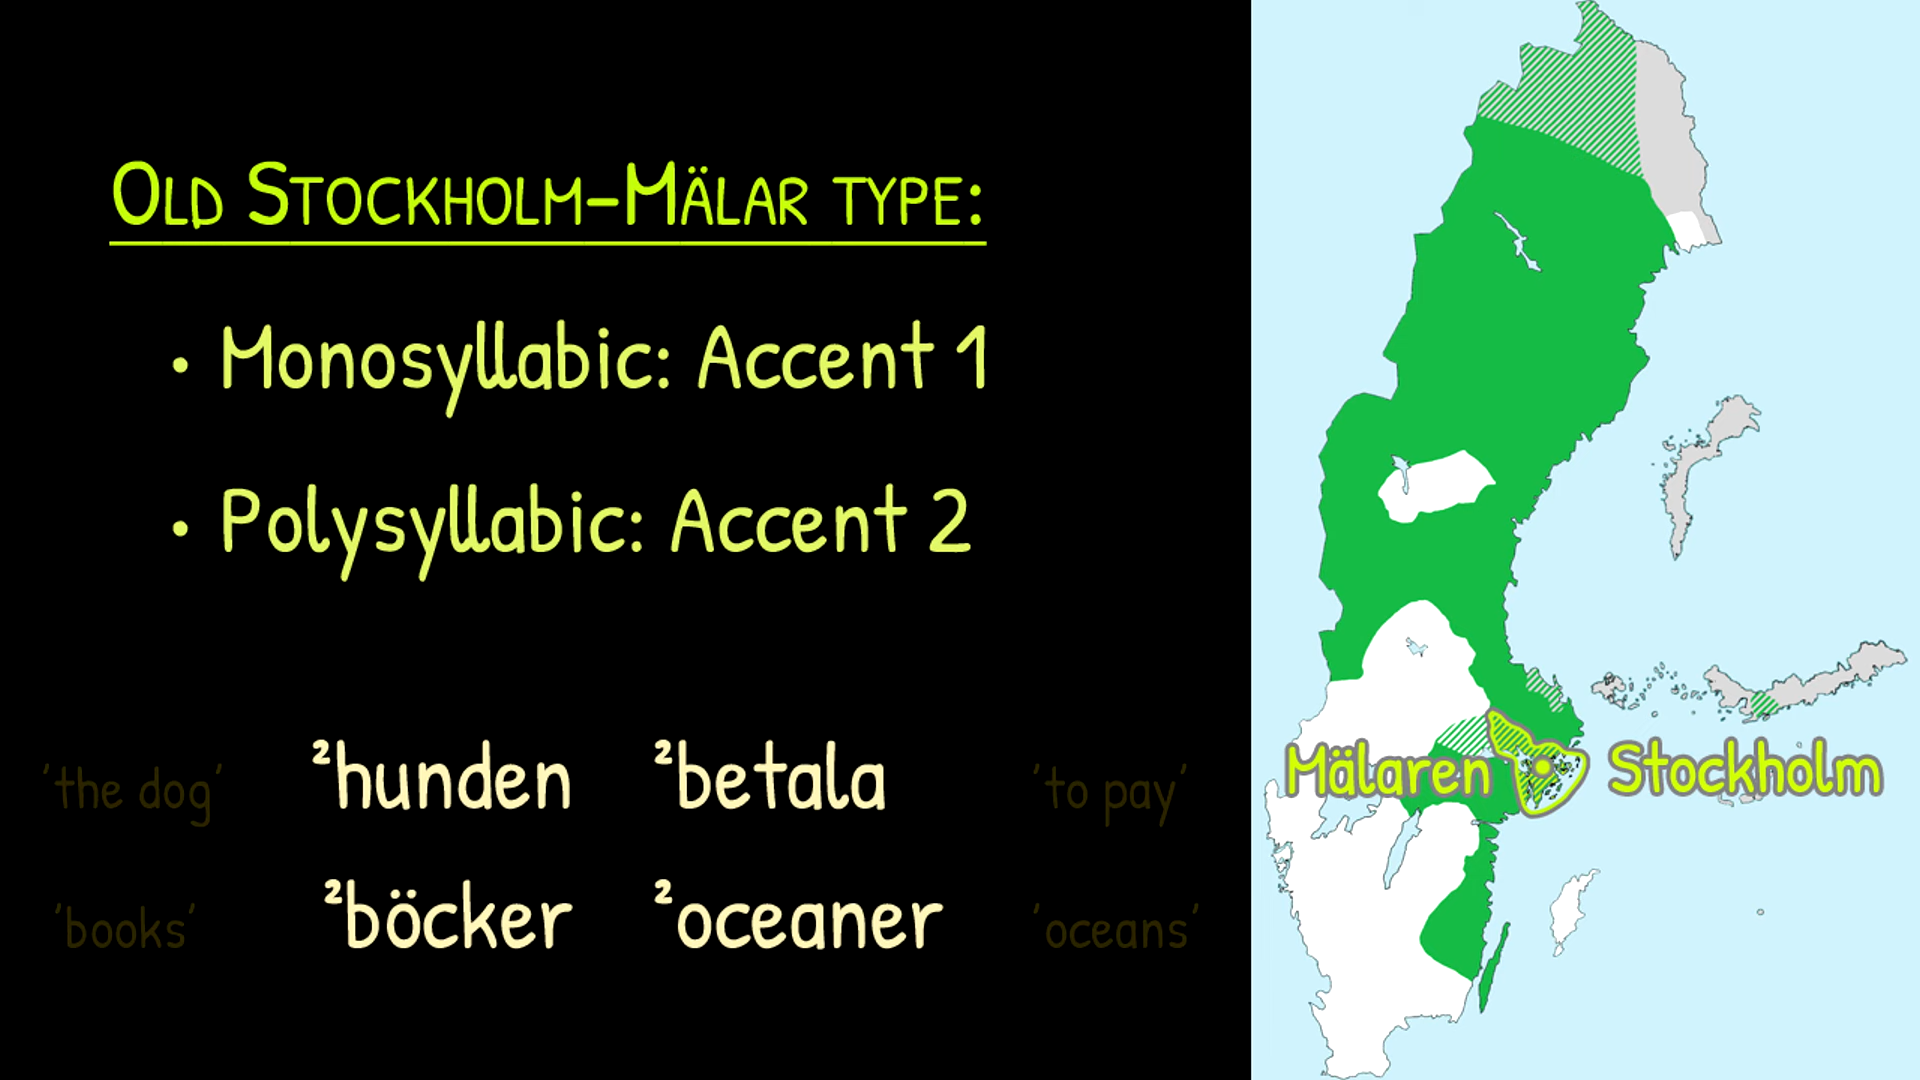 Old Stockholm-Mälar type:
• Monosyllabic: Accent 1
• Polysyllabic: Accent 2
'the dog' ²hunden ²betala 'to pay'
'books' ²böcker ²oceaner 'oceans'
Mälaren Stockholm